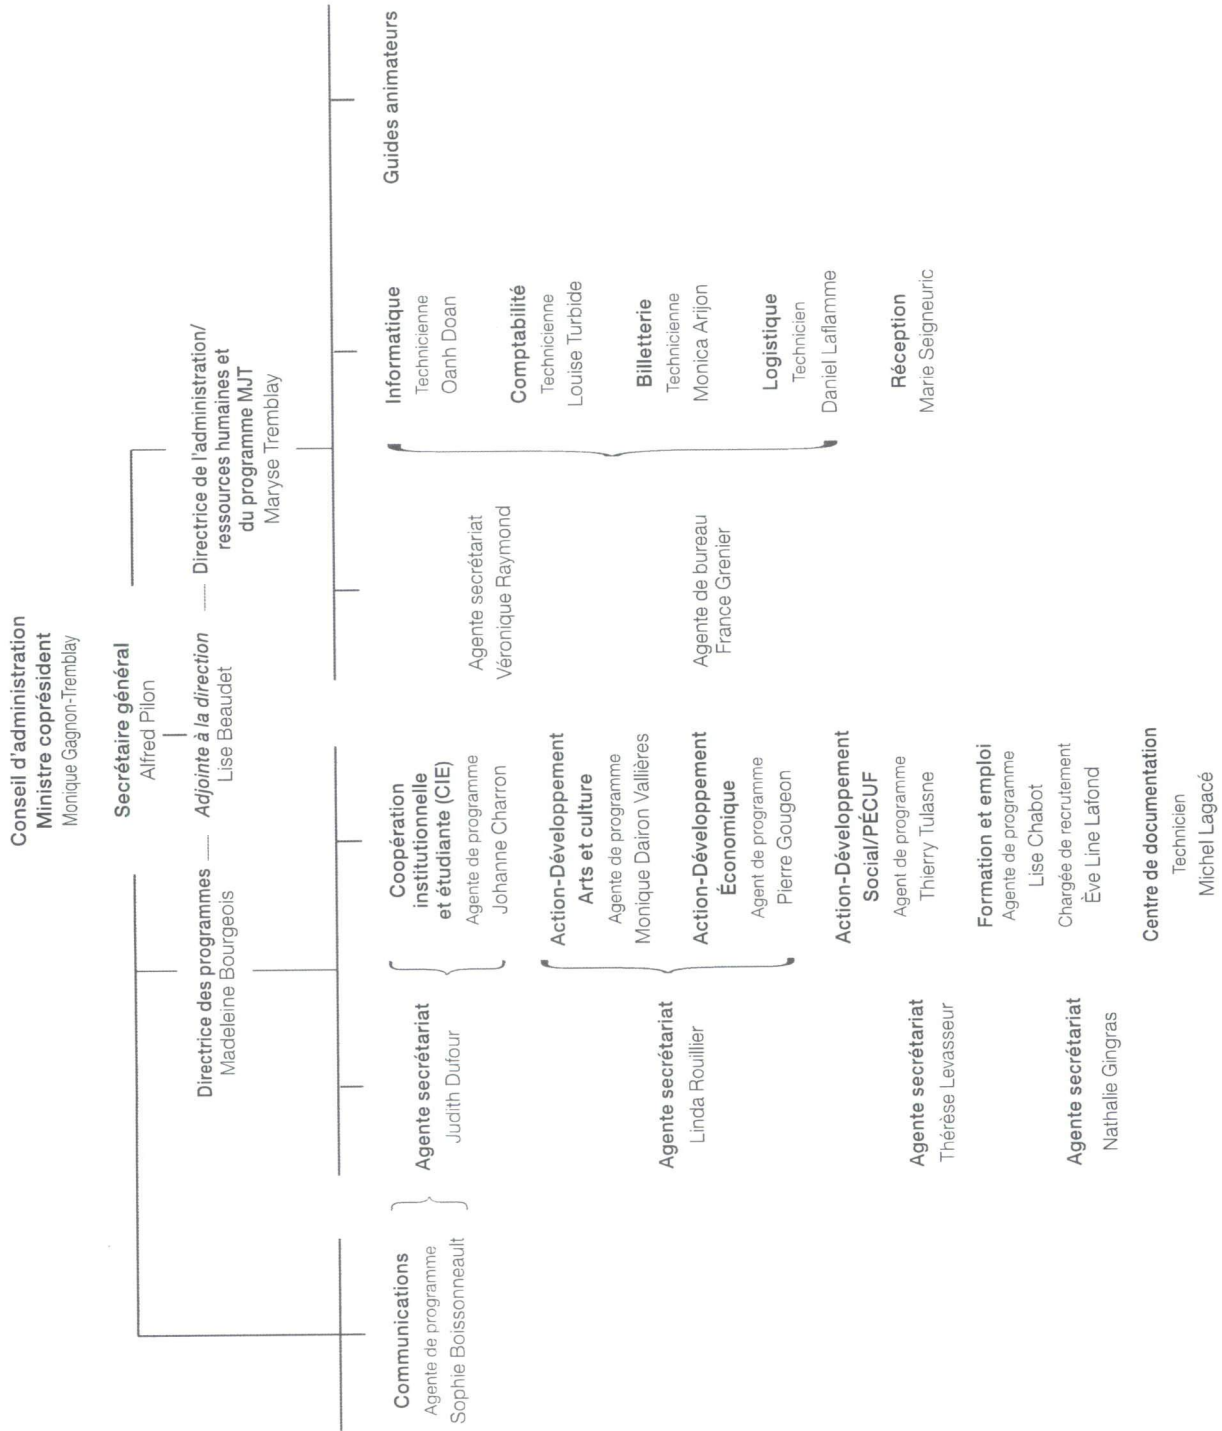 Conseil d'administration
Ministre coprésident
Monique Gagnon-Tremblay
Secrétaire général
Alfred Pilon
Directrice des programmes
Madeleine Bourgeois
Adjointe à la direction
Lise Beaudet
Directrice de l'administration/
ressources humaines et
du programme MJT
Maryse Tremblay
Communications
Agente de programme
Sophie Boissonneault
Agente secrétariat
Judith Dufour
Agente secrétariat
Linda Rouillier
Agente secrétariat
Thérèse Levasseur
Agente secrétariat
Nathalie Gingras
Coopération
institutionnelle
et étudiante (CIE)
Agente de programme
Johanne Charron
Action-Développement
Arts et culture
Agente de programme
Monique Dairon Vallières
Action-Développement
Économique
Agent de programme
Pierre Gougeon
Action-Développement
Social/PÉCUF
Agent de programme
Thierry Tulasne
Formation et emploi
Agente de programme
Lise Chabot
Chargée de recrutement
Ève Line Lafond
Centre de documentation
Technicien
Michel Lagacé
Agente secrétariat
Véronique Raymond
Agente de bureau
France Grenier
Informatique
Technicienne
Oanh Doan
Comptabilité
Technicienne
Louise Turbide
Billetterie
Technicienne
Monica Arijon
Logistique
Technicien
Daniel Laflamme
Réception
Marie Seigneuric
Guides animateurs